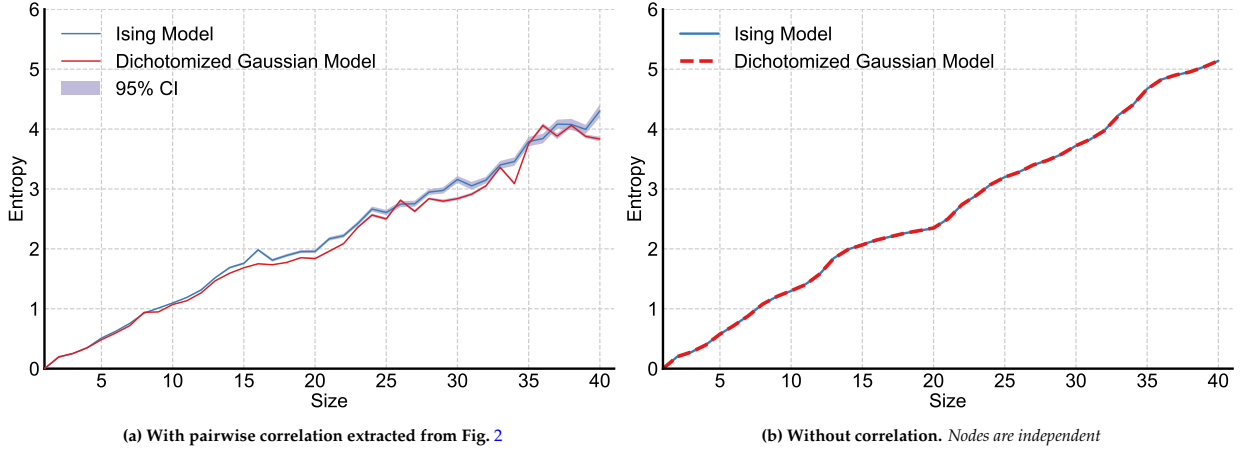 6
5
4
3
2
1
0
Entropy
Ising Model
Dichotomized Gaussian Model
95% CI
5 10 15 20 25 30 35 40
Size
(a) With pairwise correlation extracted from Fig. 2
6
5
4
3
2
1
0
Entropy
Ising Model
Dichotomized Gaussian Model
5 10 15 20 25 30 35 40
Size
(b) Without correlation. Nodes are independent